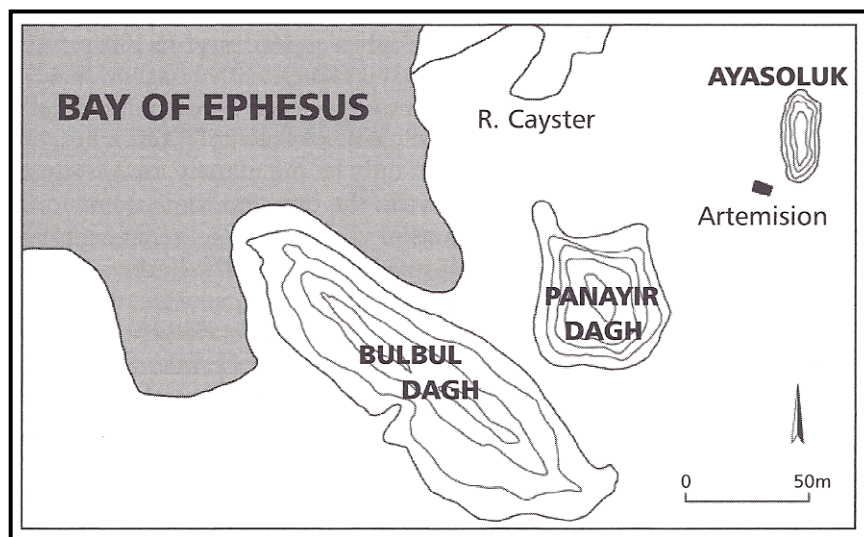 BAY OF EPHESUS
AYASOLUK
R. Cayster
Artemision
PANAYIR
DAGH
BULBUL
DAGH
0 50m